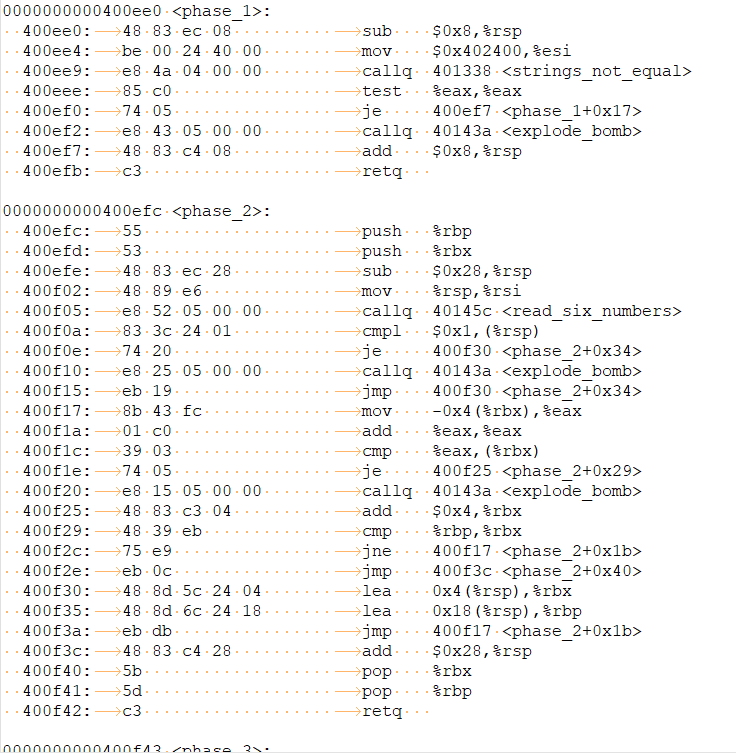 0000000000400ee0 <phase_1>:
400ee0: 48 83 ec 08 sub $0x8,%rsp
400ee4: be 00 24 40 00 mov $0x402400,%esi
400ee9: e8 4a 04 00 00 callq 401338 <strings_not_equal>
400eee: 85 c0 test %eax,%eax
400ef0: 74 05 je 400ef7 <phase_1+0x17>
400ef2: e8 43 05 00 00 callq 40143a <explode_bomb>
400ef7: 48 83 c4 08 add $0x8,%rsp
400efb: c3 retq
0000000000400efc <phase_2>:
400efc: 55 push %rbp
400efd: 53 push %rbx
400efe: 48 83 ec 28 sub $0x28,%rsp
400f02: 48 89 e6 mov %rsp,%rsi
400f05: e8 52 05 00 00 callq 40145c <read_six_numbers>
400f0a: 83 3c 24 01 cmpl $0x1,(%rsp)
400f0e: 74 20 je 400f30 <phase_2+0x34>
400f10: e8 25 05 00 00 callq 40143a <explode_bomb>
400f15: eb 19 jmp 400f30 <phase_2+0x34>
400f17: 8b 43 fc mov -0x4(%rbx),%eax
400f1a: 01 c0 add %eax,%eax
400f1c: 39 03 cmp %eax,(%rbx)
400f1e: 74 05 je 400f25 <phase_2+0x29>
400f20: e8 15 05 00 00 callq 40143a <explode_bomb>
400f25: 48 83 c3 04 add $0x4,%rbx
400f29: 48 39 eb cmp %rbp,%rbx
400f2c: 75 e9 jne 400f17 <phase_2+0x1b>
400f2e: eb 0c jmp 400f3c <phase_2+0x40>
400f30: 48 8d 5c 24 04 lea 0x4(%rsp),%rbx
400f35: 48 8d 6c 24 18 lea 0x18(%rsp),%rbp
400f3a: eb db jmp 400f17 <phase_2+0x1b>
400f3c: 48 83 c4 28 add $0x28,%rsp
400f40: 5b pop %rbx
400f41: 5d pop %rbp
400f42: c3 retq
0000000000400f43 <phase_3>: